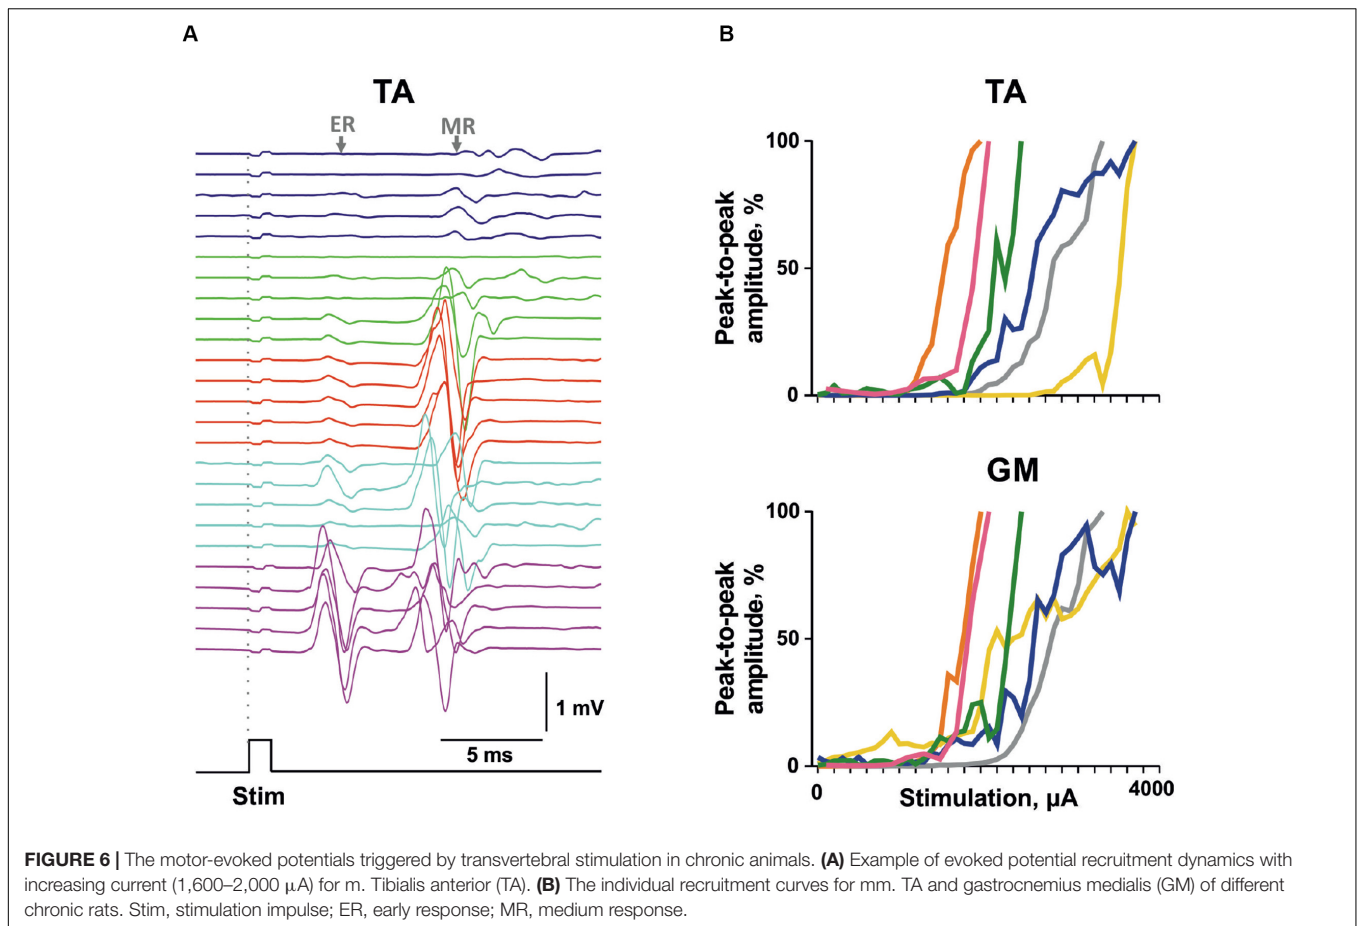 A
TA
ER
MR
1 mV
5 ms
Stim
B
TA
Peak-to-peak
amplitude, %
100
50
0
GM
Peak-to-peak
amplitude, %
100
50
0
0
Stimulation, µA
4000
FIGURE 6 | The motor-evoked potentials triggered by transvertebral stimulation in chronic animals. (A) Example of evoked potential recruitment dynamics with
increasing current (1,600–2,000 µA) for m. Tibialis anterior (TA). (B) The individual recruitment curves for mm. TA and gastrocnemius medialis (GM) of different
chronic rats. Stim, stimulation impulse; ER, early response; MR, medium response.